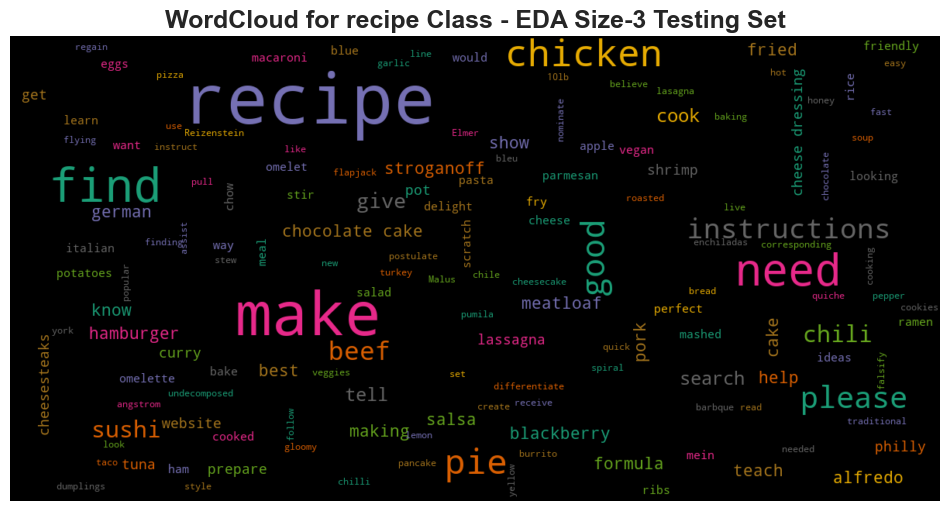 WordCloud for recipe Class - EDA Size-3 Testing Set
regain
eggs
macaroni
blue
line
would
chicken
fried
friendly
pizza
garlic
10lb
believe
lasagna
hot
easy
get
recipe
cook
baking
cheese dressing
rice
honey
fast
learn
use
Reizenstein
Elmer
nominate
flying
want
instruct
like
omelet
show
bleu
apple
vegan
soup
find
pull
chow
flapjack
stroganoff
pasta
parmesan
shrimp
chocolate
looking
german
stir
give
pot
delight
fry
roasted
live
italian
finding
assist
way
meal
chocolate cake
scratch
cheese
good
instructions
enchiladas
corresponding
potatoes
popular
stew
new
postulate
turkey
Malus
chile
cheesecake
need
cooking
know
make
salad
pumila
meatloaf
perfect
bread
quiche
pepper
cookies
york
hamburger
lassagna
pork
mashed
cake
chili
ramen
cheesesteaks
curry
beef
quick
ideas
omelette
bake
best
veggies
set
spiral
search
help
falsify
undecomposed
tell
differentiate
please
angstrom
create
receive
barbque
read
sushi
website
follow
salsa
traditional
look
cooked
gloomy
making
lemon
blackberry
mein
needed
philly
taco
tuna
ham
prepare
pancake
pie
burrito
formula
teach
alfredo
dumplings
style
chilli
yellow
ribs